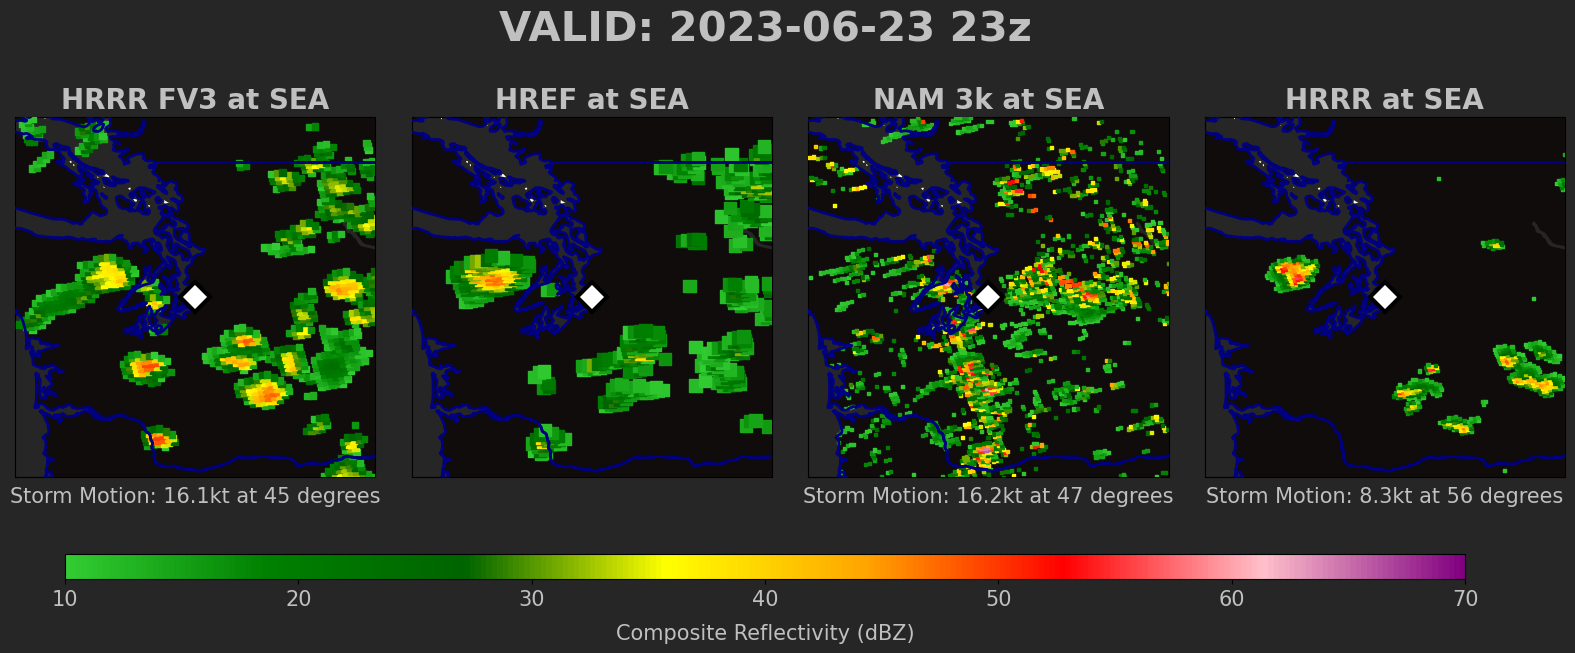 VALID: 2023-06-23 23z
HRRR FV3 at SEA
HREF at SEA
NAM 3k at SEA
HRRR at SEA
Storm Motion: 16.1kt at 45 degrees
Storm Motion: 16.2kt at 47 degrees
Storm Motion: 8.3kt at 56 degrees
10 20 30 40 50 60 70
Composite Reflectivity (dBZ)